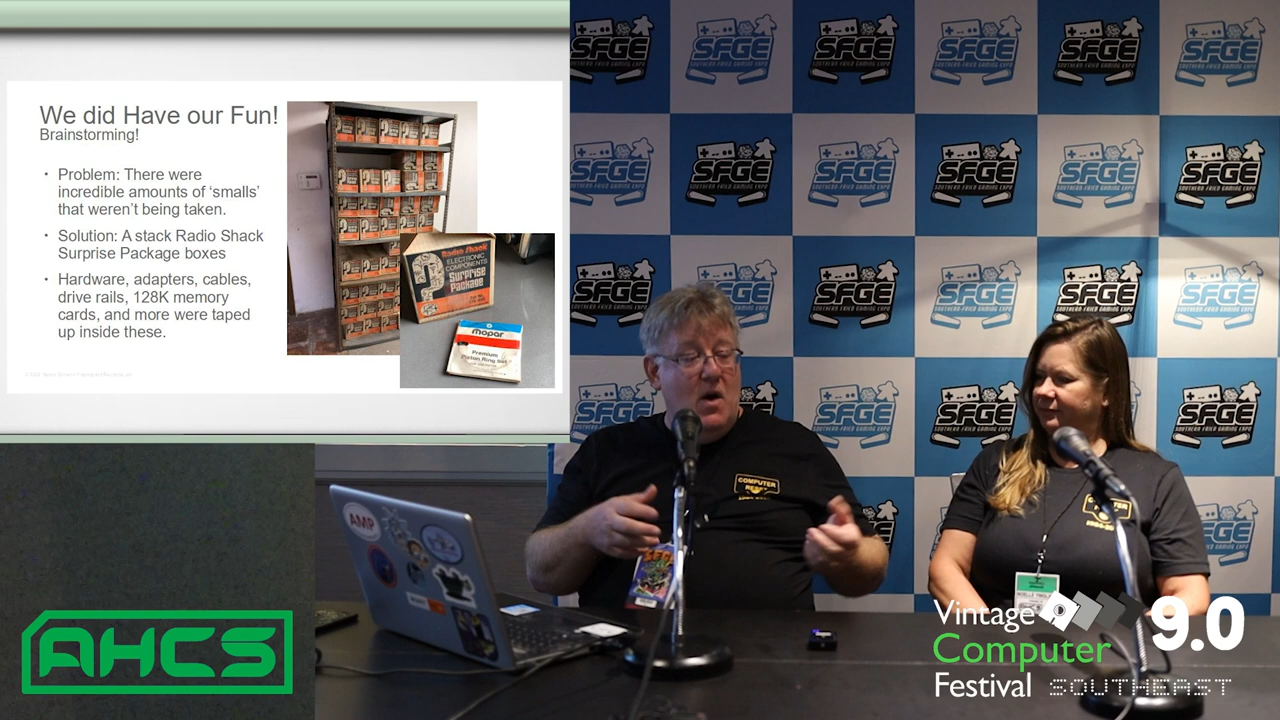 We did Have our Fun!
Brainstorming!
• Problem: There were
incredible amounts of ‘smalls’
that weren’t being taken.
• Solution: A stack Radio Shack
Surprise Package boxes
• Hardware, adapters, cables,
drive rails, 128K memory
cards, and more were taped
up inside these.
Radio Shack
ELECTRONIC
COMPONENTS
Surprise
Package
mopar
Premium
Piston Ring Set
SFGE
SOUTHERN FRIED GAMING EXPO
AMP
COMPUTER
RESET
COMPUTER
AHCS
Vintage
Computer
Festival
9.0
SOUTHEAST